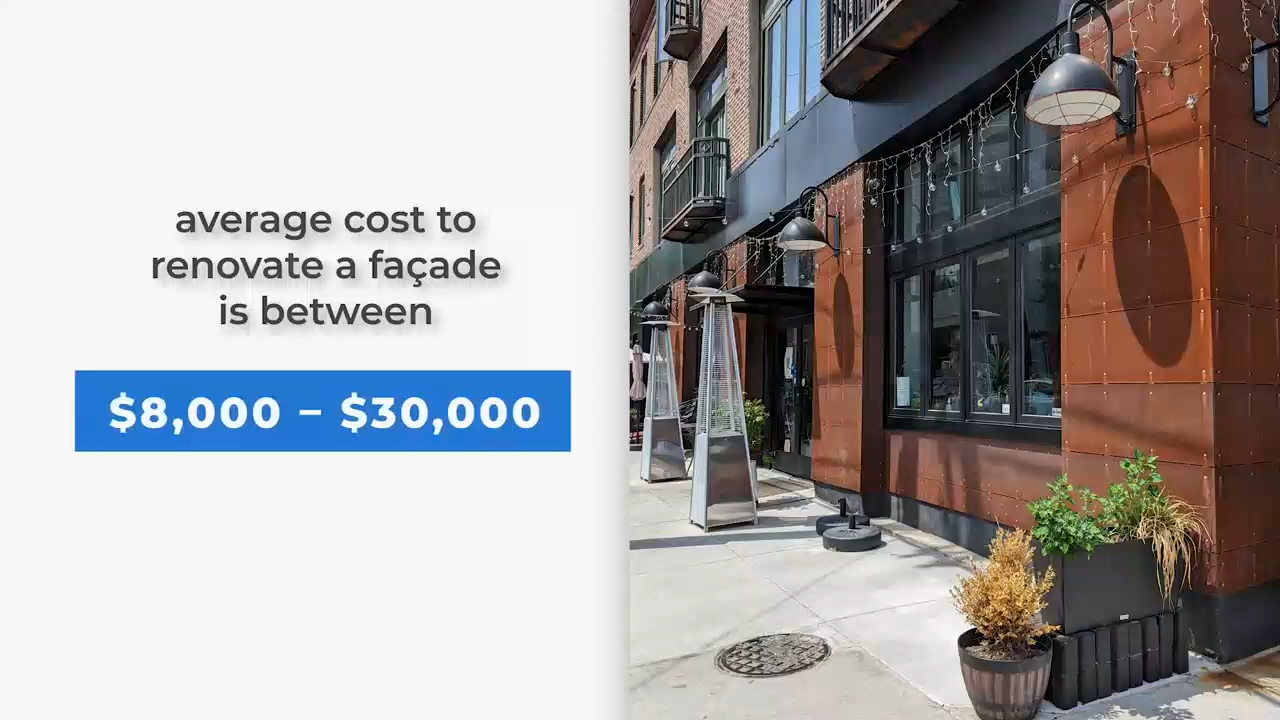 average cost to
renovate a façade
is between
$8,000 – $30,000